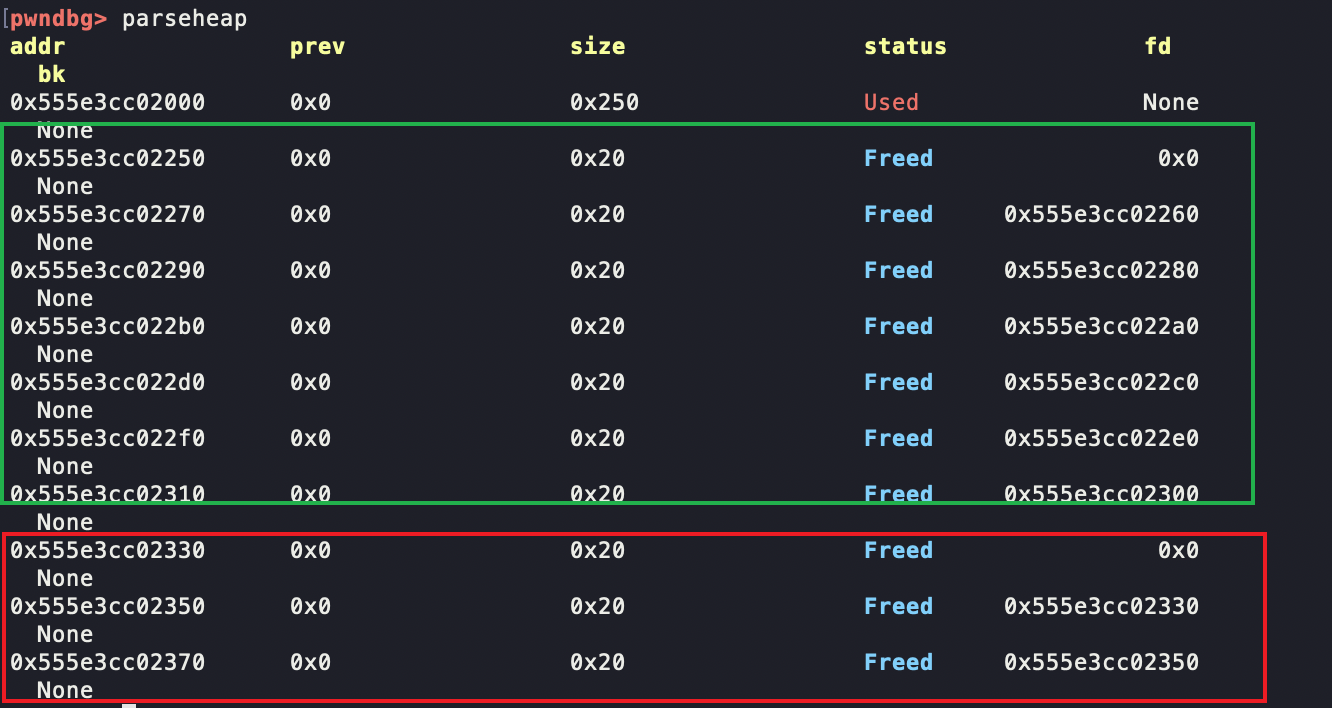 [pwndbg> parseheap
addr prev size status fd
bk
0x555e3cc02000 0x0 0x250 Used None
None
0x555e3cc02250 0x0 0x20 Freed 0x0
None
0x555e3cc02270 0x0 0x20 Freed 0x555e3cc02260
None
0x555e3cc02290 0x0 0x20 Freed 0x555e3cc02280
None
0x555e3cc022b0 0x0 0x20 Freed 0x555e3cc022a0
None
0x555e3cc022d0 0x0 0x20 Freed 0x555e3cc022c0
None
0x555e3cc022f0 0x0 0x20 Freed 0x555e3cc022e0
None
0x555e3cc02310 0x0 0x20 Freed 0x555e3cc02300
None
0x555e3cc02330 0x0 0x20 Freed 0x0
None
0x555e3cc02350 0x0 0x20 Freed 0x555e3cc02330
None
0x555e3cc02370 0x0 0x20 Freed 0x555e3cc02350
None